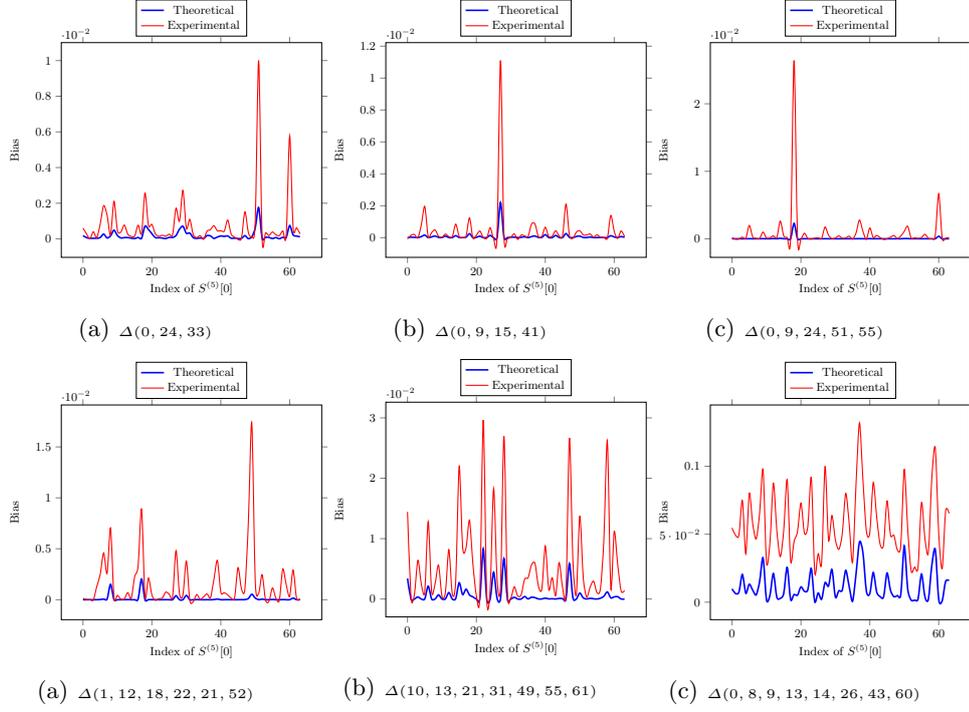 Theoretical
Experimental
·10⁻²
1
0.8
0.6
0.4
0.2
0
Bias
0 20 40 60
Index of S⁽⁵⁾[0]
(a) Δ(0, 24, 33)
Theoretical
Experimental
·10⁻²
1.2
1
0.8
0.6
0.4
0.2
0
Bias
0 20 40 60
Index of S⁽⁵⁾[0]
(b) Δ(0, 9, 15, 41)
Theoretical
Experimental
·10⁻²
2
1
0
Bias
0 20 40 60
Index of S⁽⁵⁾[0]
(c) Δ(0, 9, 24, 51, 55)
Theoretical
Experimental
·10⁻²
1.5
1
0.5
0
Bias
0 20 40 60
Index of S⁽⁵⁾[0]
(a) Δ(1, 12, 18, 22, 21, 52)
Theoretical
Experimental
·10⁻²
3
2
1
0
Bias
0 20 40 60
Index of S⁽⁵⁾[0]
(b) Δ(10, 13, 21, 31, 49, 55, 61)
Theoretical
Experimental
0.1
5 · 10⁻²
0
Bias
0 20 40 60
Index of S⁽⁵⁾[0]
(c) Δ(0, 8, 9, 13, 14, 26, 43, 60)